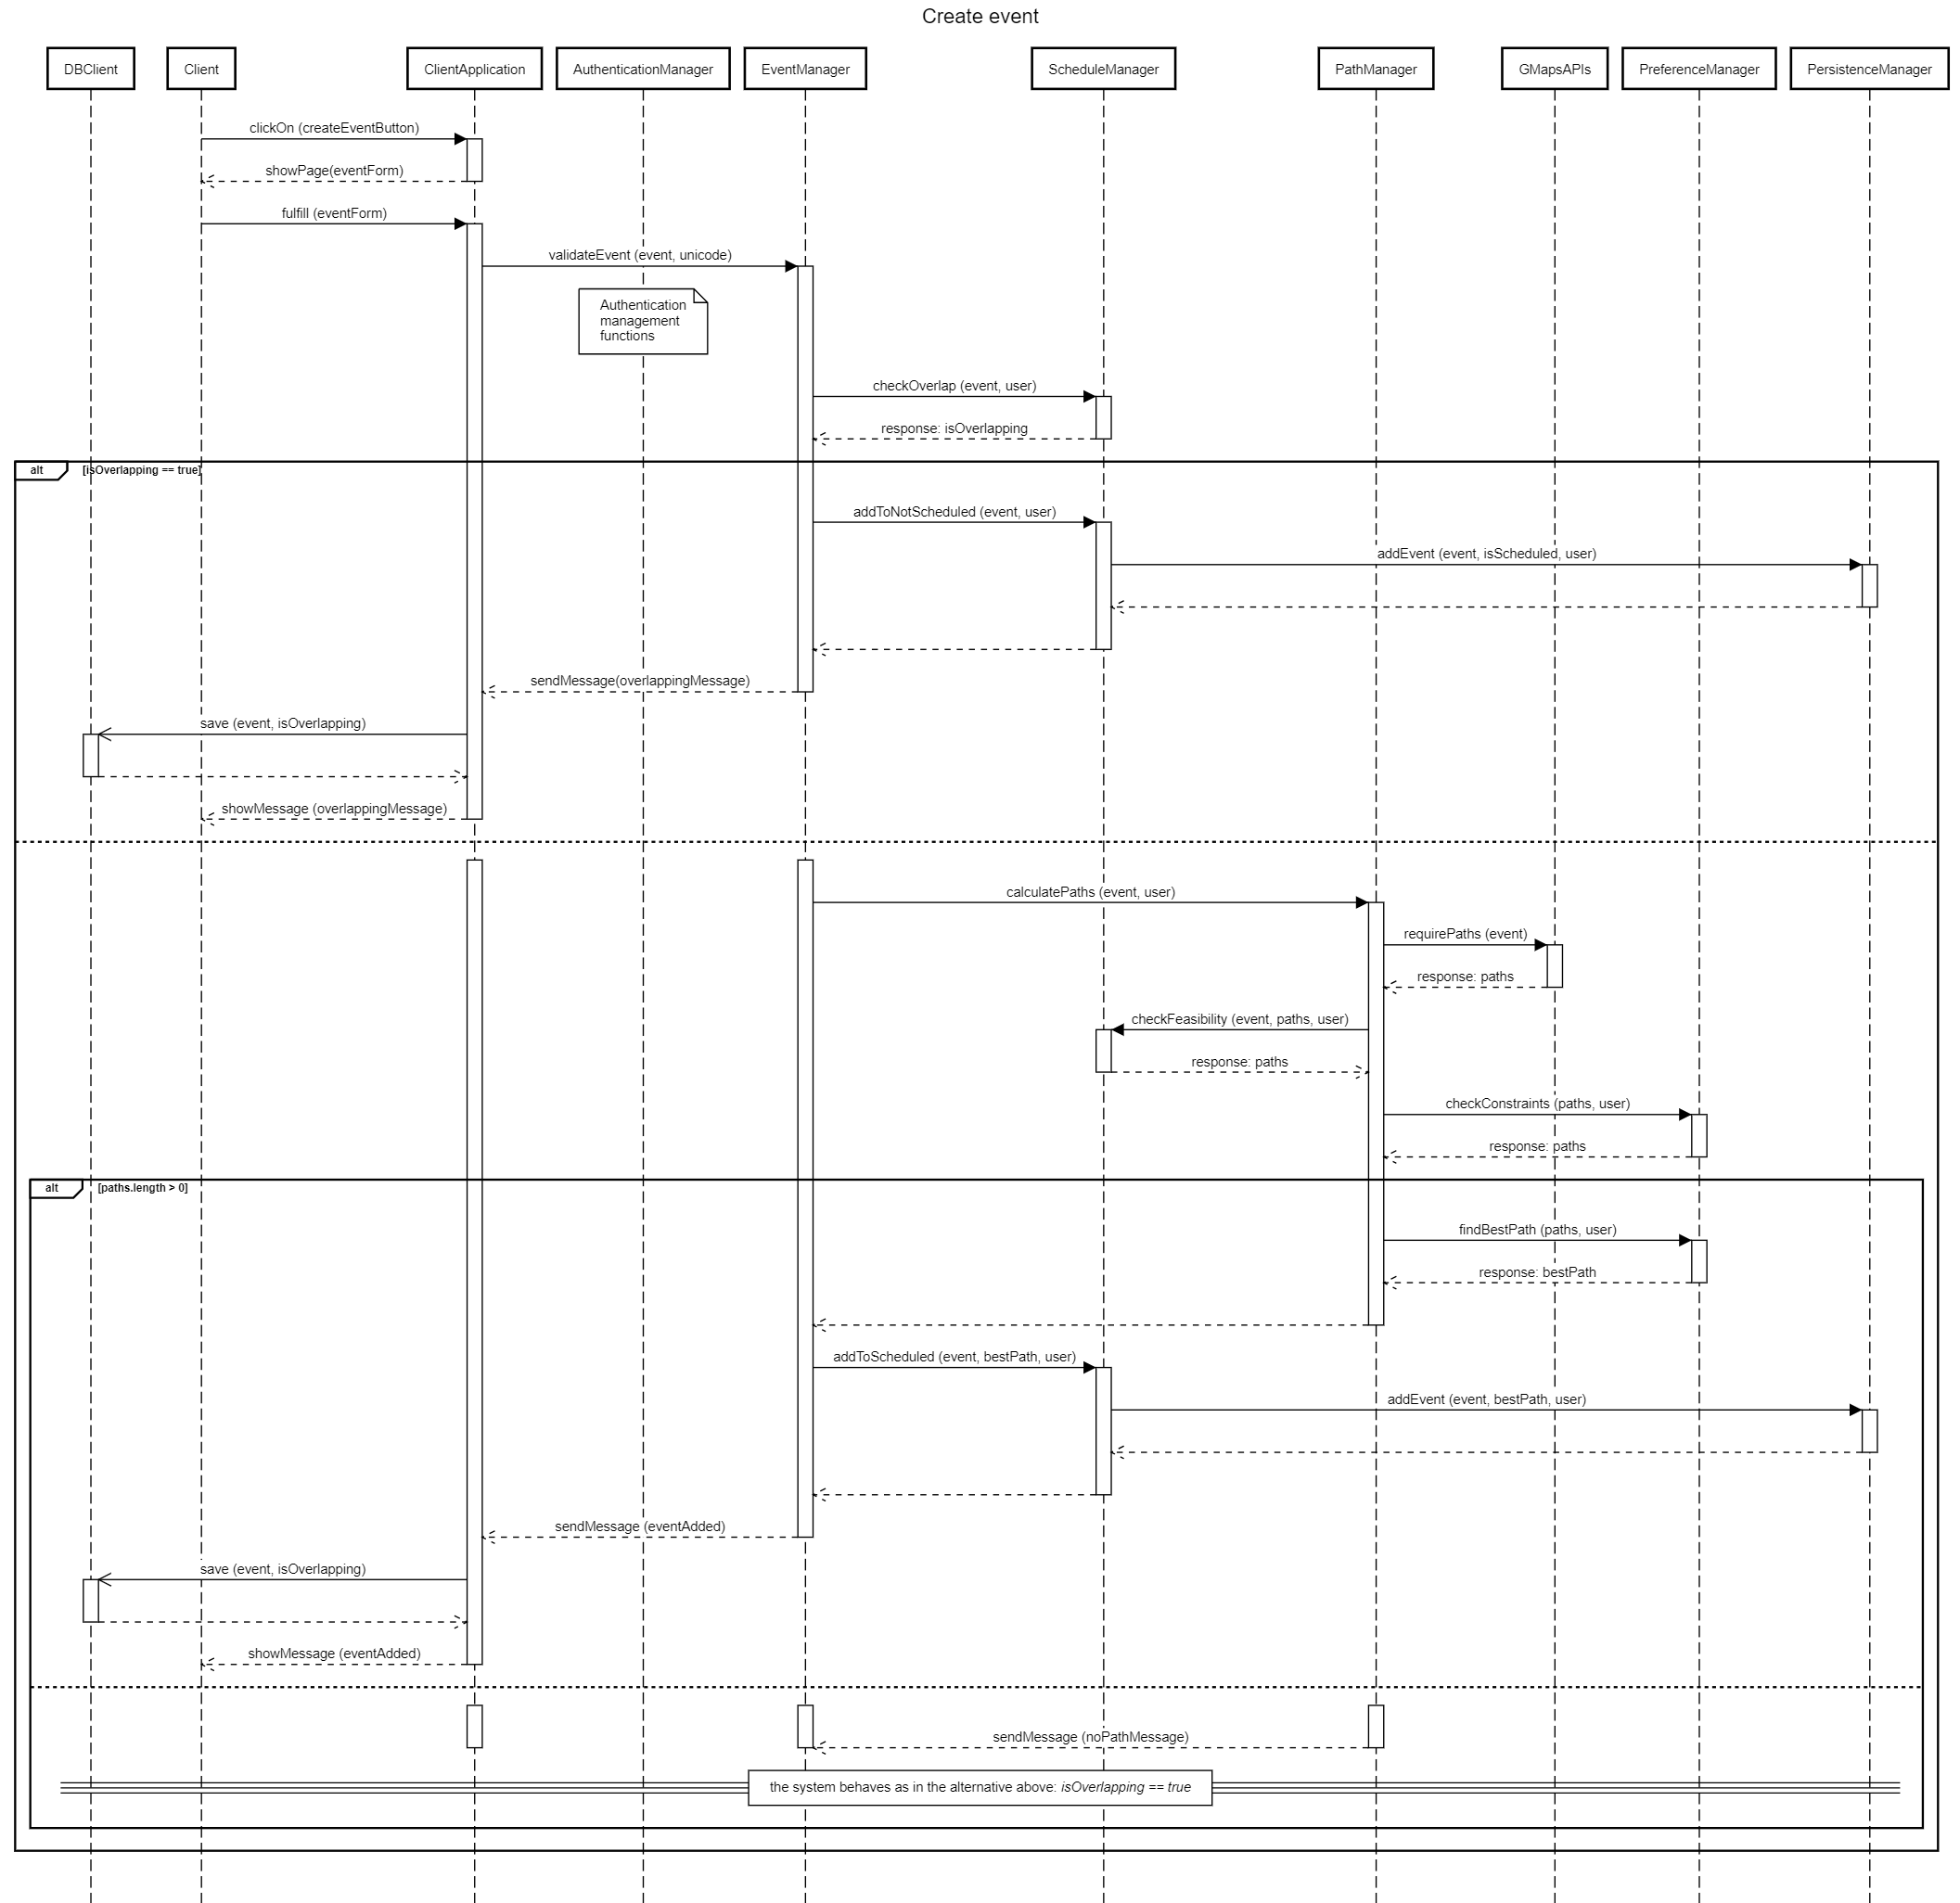 Create event
DBClient
Client
ClientApplication
AuthenticationManager
EventManager
ScheduleManager
PathManager
GMapsAPIs
PreferenceManager
PersistenceManager
clickOn (createEventButton)
showPage(eventForm)
fulfill (eventForm)
validateEvent (event, unicode)
Authentication
management
functions
checkOverlap (event, user)
response: isOverlapping
alt
[isOverlapping == true]
addToNotScheduled (event, user)
addEvent (event, isScheduled, user)
sendMessage(overlappingMessage)
save (event, isOverlapping)
showMessage (overlappingMessage)
calculatePaths (event, user)
requirePaths (event)
response: paths
checkFeasibility (event, paths, user)
response: paths
checkConstraints (paths, user)
response: paths
alt
[paths.length > 0]
findBestPath (paths, user)
response: bestPath
addToScheduled (event, bestPath, user)
addEvent (event, bestPath, user)
sendMessage (eventAdded)
save (event, isOverlapping)
showMessage (eventAdded)
sendMessage (noPathMessage)
the system behaves as in the alternative above: isOverlapping == true